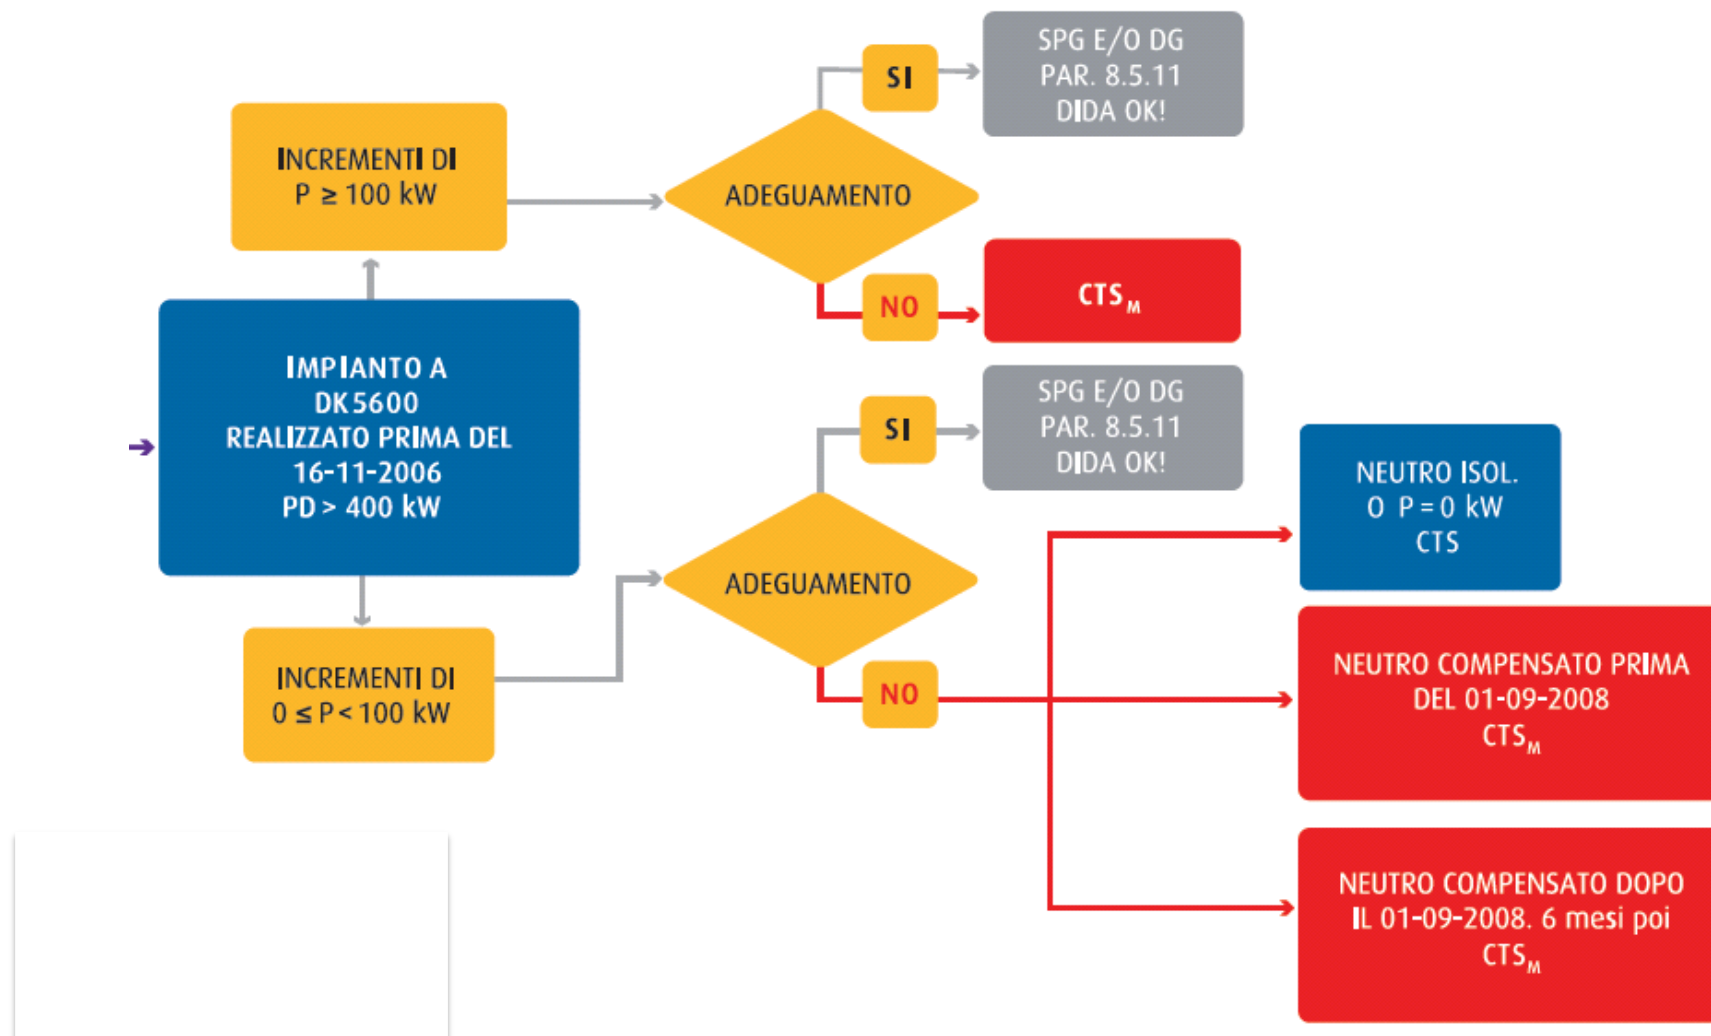 SI
SPG E/O DG
PAR. 8.5.11
DIDA OK!
INCREMENTI DI
P ≥ 100 kW
ADEGUAMENTO
NO
CTS M
IMPIANTO A
DK5600
REALIZZATO PRIMA DEL
16-11-2006
PD > 400 kW
SI
SPG E/O DG
PAR. 8.5.11
DIDA OK!
INCREMENTI DI
0 ≤ P < 100 kW
ADEGUAMENTO
NO
NEUTRO ISOL.
O P = 0 kW
CTS
NEUTRO COMPENSATO PRIMA
DEL 01-09-2008
CTS M
NEUTRO COMPENSATO DOPO
IL 01-09-2008. 6 mesi poi
CTS M